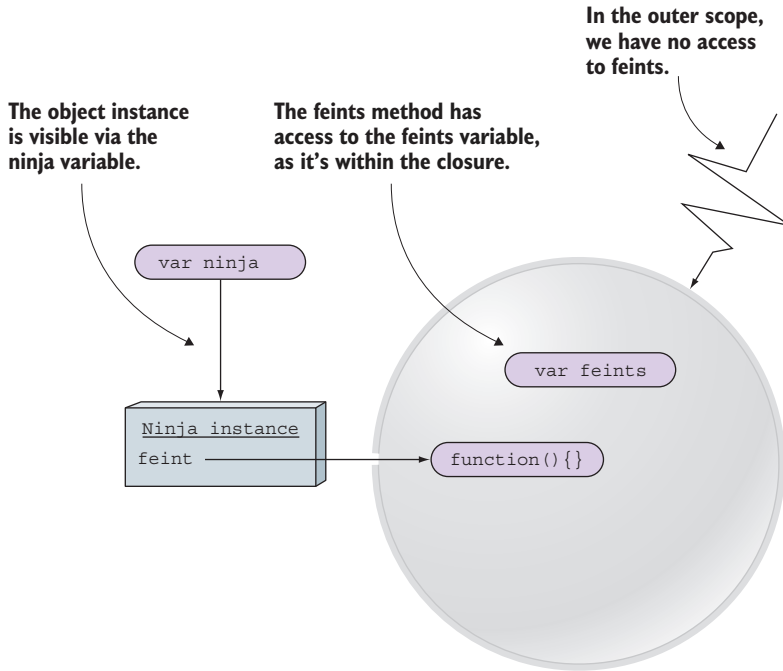 In the outer scope,
we have no access
to feints.
The object instance
is visible via the
ninja variable.
The feints method has
access to the feints variable,
as it's within the closure.
var ninja
var feints
Ninja instance
feint
function(){}